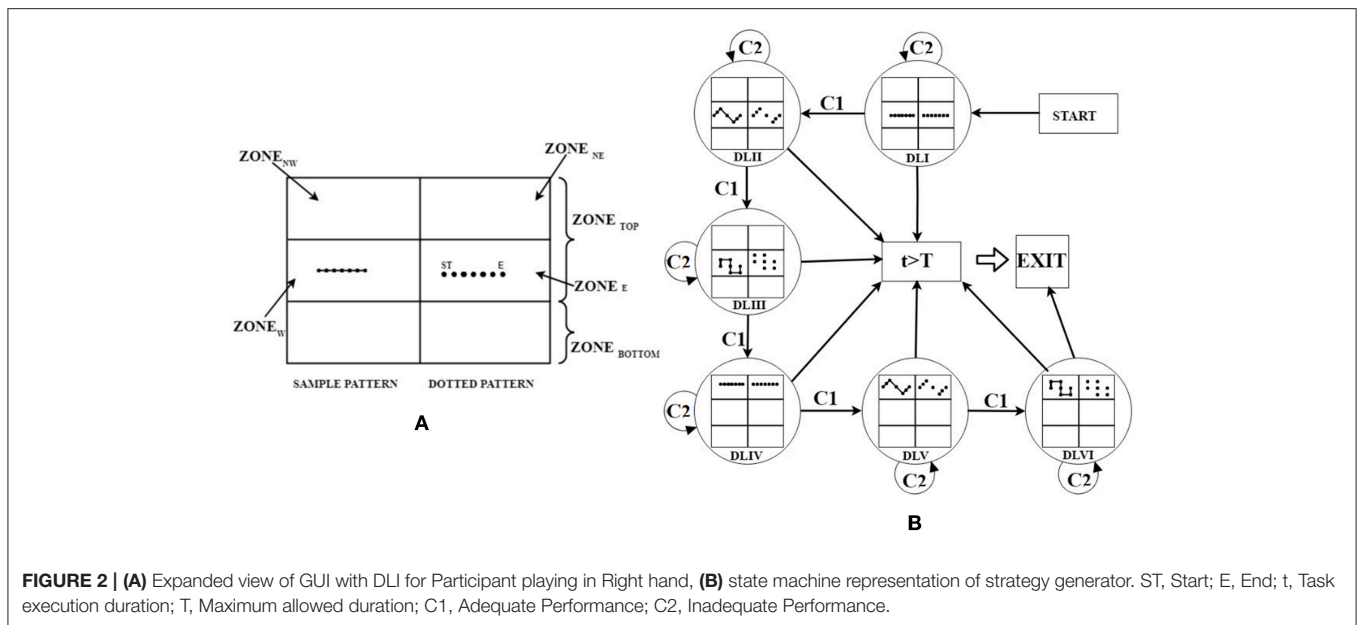 ZONE NW
ZONE NE
ZONE TOP
ST E
ZONE E
ZONE W
ZONE BOTTOM
SAMPLE PATTERN DOTTED PATTERN
A
C2 C2
C1 START
DLII DLI
C1
C2 t>T EXIT
DLIII
C1
C2 C1 C1
DLIV DLV DLVI
C2 C2
B
FIGURE 2 | (A) Expanded view of GUI with DLI for Participant playing in Right hand, (B) state machine representation of strategy generator. ST, Start; E, End; t, Task
execution duration; T, Maximum allowed duration; C1, Adequate Performance; C2, Inadequate Performance.